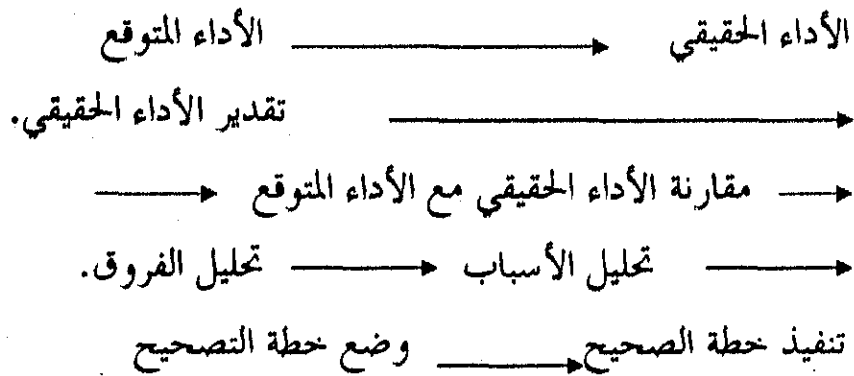 الأداء الحقيقي الأداء المتوقع
تقدير الأداء الحقيقي.
مقارنة الأداء الحقيقي مع الأداء المتوقع
تحليل الأسباب تحليل الفروق.
تنفيذ خطة الصحيح وضع خطة التصحيح